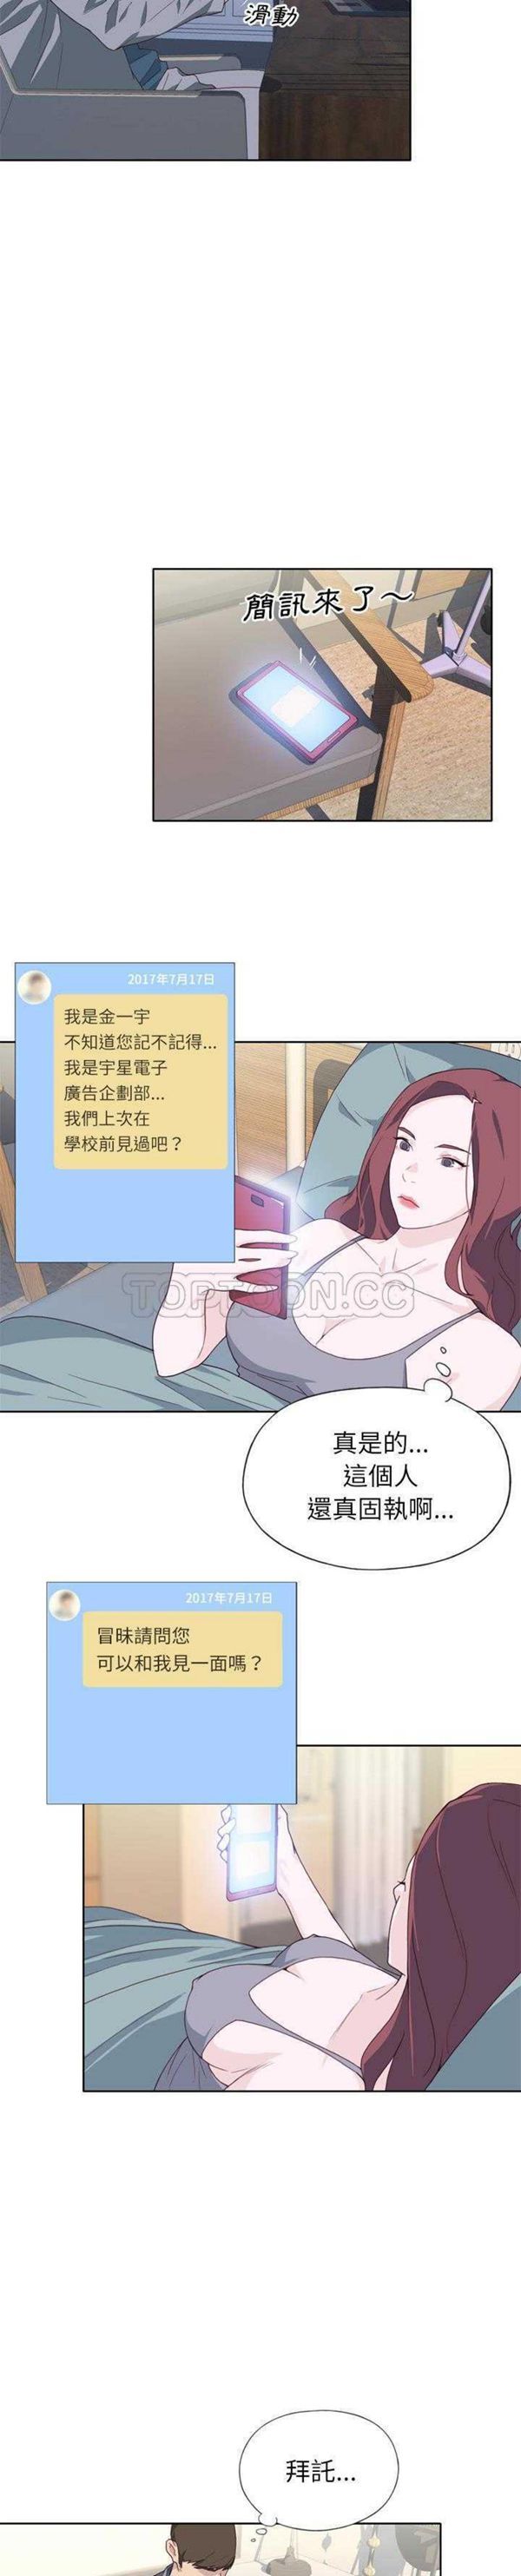 滑動
簡訊來了～
2017年7月17日
我是金一宇
不知道您記不記得...
我是宇星電子
廣告企劃部...
我們上次在
學校前見過吧？
TOPTOON.CC
真是的...
這個人
還真固執啊...
2017年7月17日
冒昧請問您
可以和我見一面嗎？
拜託...